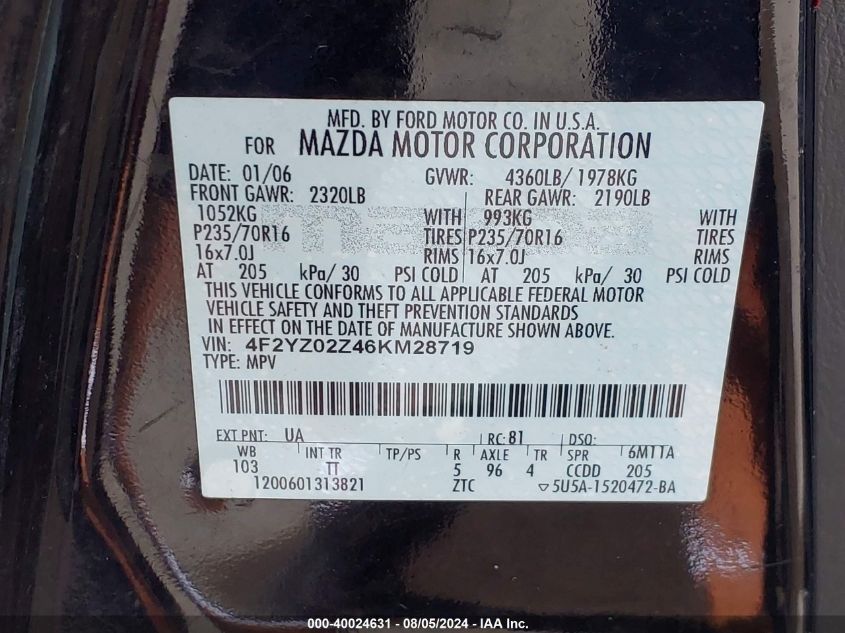 MFD. BY FORD MOTOR CO. IN U.S.A.
FOR MAZDA MOTOR CORPORATION
DATE: 01/06 GVWR: 4360LB/ 1978KG
FRONT GAWR: 2320LB REAR GAWR: 2190LB
1052KG WITH 993KG WITH
P235/70R16 TIRES P235/70R16 TIRES
16x7.0J RIMS 16x7.0J RIMS
AT 205 kPa/ 30 PSI COLD AT 205 kPa/ 30 PSI COLD
THIS VEHICLE CONFORMS TO ALL APPLICABLE FEDERAL MOTOR
VEHICLE SAFETY AND THEFT PREVENTION STANDARDS
IN EFFECT ON THE DATE OF MANUFACTURE SHOWN ABOVE.
VIN: 4F2YZ02Z46KM28719
TYPE: MPV
EXT PNT: UA RC: 81 DSQ:
WB INT TR TP/PS R AXLE TR SPR 6M11A
103 TT 5 96 4 CCDD 205
1200601313821 ZTC ▽5U5A-1520472-BA
000-40024631 - 08/05/2024 - IAA Inc.